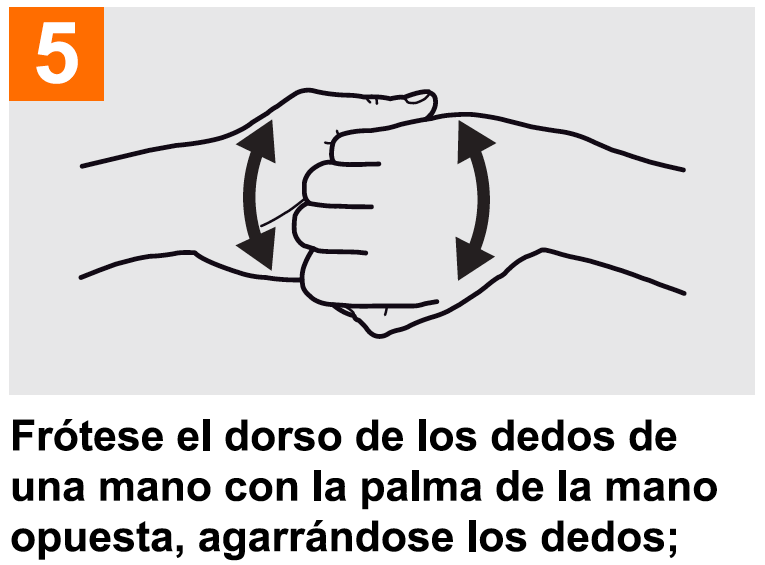 5
Frótese el dorso de los dedos de
una mano con la palma de la mano
opuesta, agarrándose los dedos;